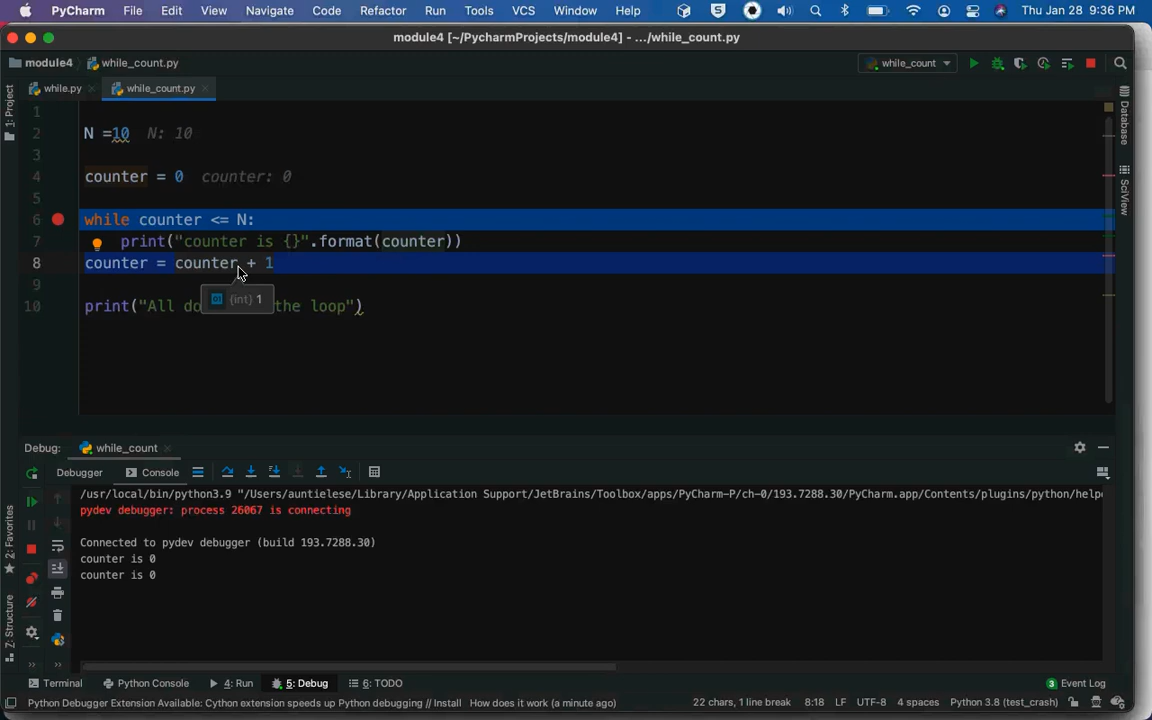 PyCharm File Edit View Navigate Code Refactor Run Tools VCS Window Help Thu Jan 28 9:36 PM
module4 [~/PycharmProjects/module4] - .../while_count.py
module4 while_count.py while_count
while.py while_count.py
1: Project
Database
SciView
1
2 N =10 N: 10
3
4 counter = 0 counter: 0
5
6 while counter <= N:
7 print("counter is {}".format(counter))
8 counter = counter + 1
9
{int} 1
10 print("All do the loop")
Debug: while_count
Debugger Console
/usr/local/bin/python3.9 "/Users/auntielese/Library/Application Support/JetBrains/Toolbox/apps/PyCharm-P/ch-0/193.7288.30/PyCharm.app/Contents/plugins/python/helpe
pydev debugger: process 26067 is connecting
Connected to pydev debugger (build 193.7288.30)
counter is 0
counter is 0
2: Favorites
7: Structure
Terminal Python Console 4: Run 5: Debug 6: TODO 3 Event Log
Python Debugger Extension Available: Cython extension speeds up Python debugging // Install How does it work (a minute ago) 22 chars, 1 line break 8:18 LF UTF-8 4 spaces Python 3.8 (test_crash)